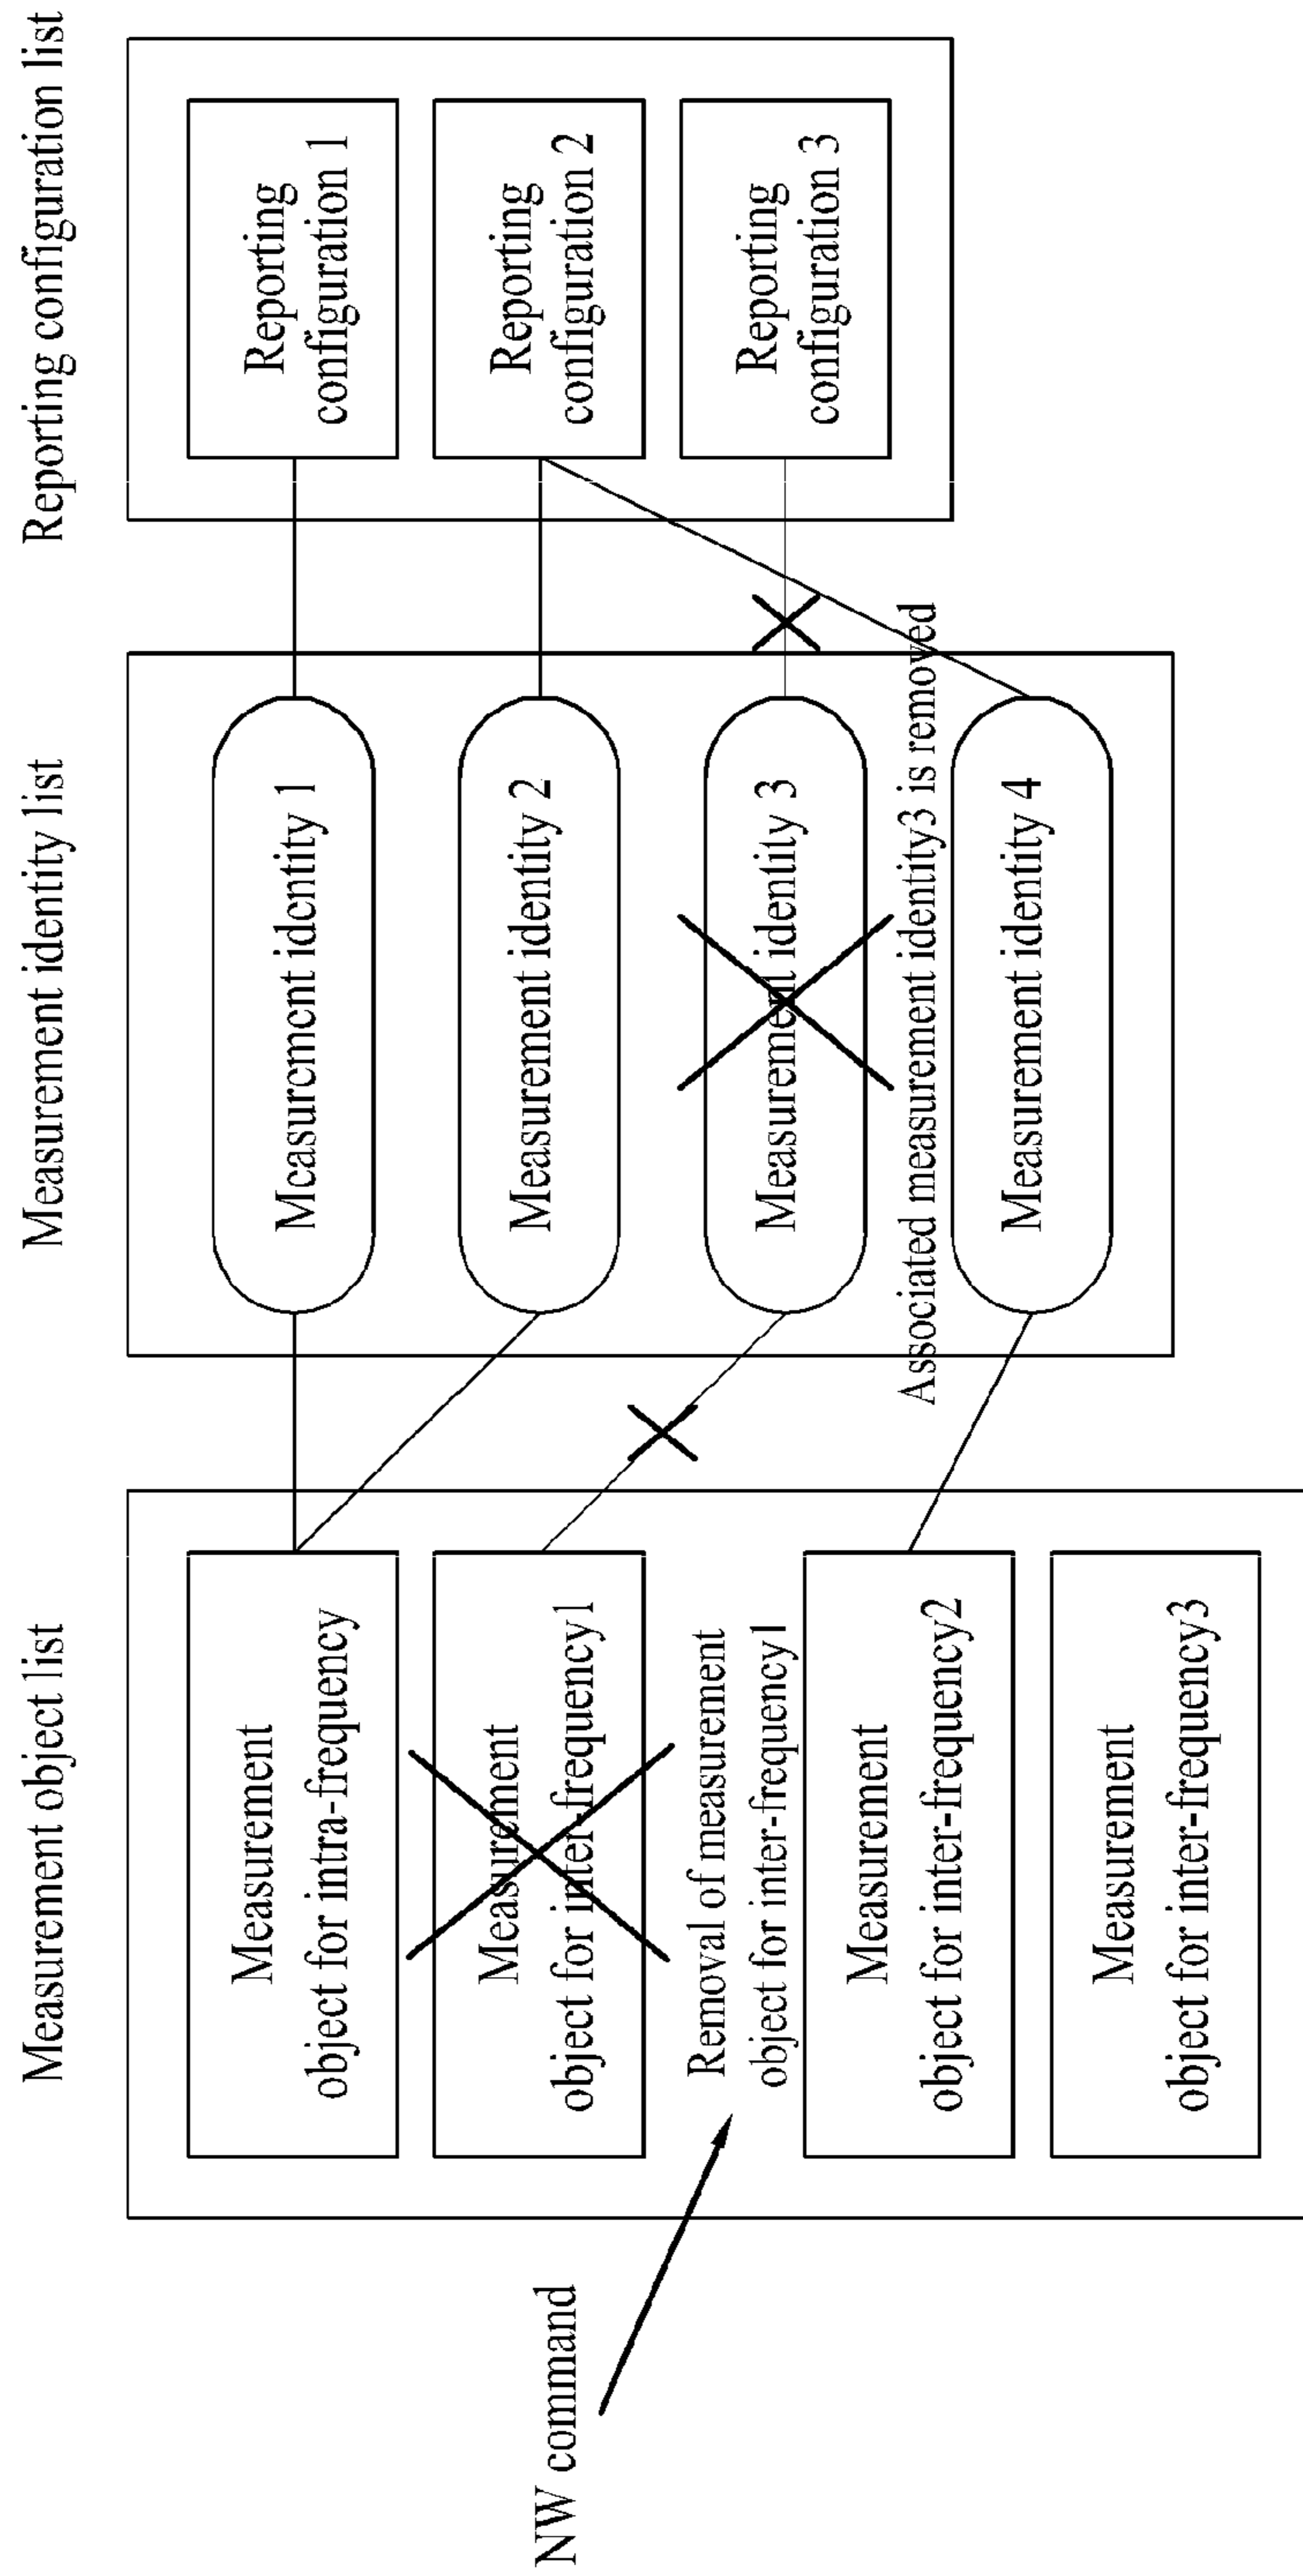 Measurement object list
Measurement identity list
Reporting configuration list
NW command
Measurement
object for intra-frequency
Measurement
object for inter-frequency1
Removal of measurement
object for inter-frequency1
Measurement
object for inter-frequency2
Measurement
object for inter-frequency3
Measurement identity 1
Measurement identity 2
Measurement identity 3
Associated measurement identity3 is removed
Measurement identity 4
Reporting
configuration 1
Reporting
configuration 2
Reporting
configuration 3